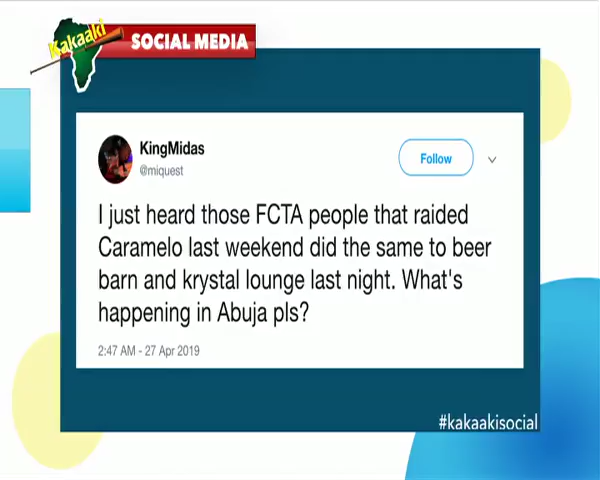 Kakaaki
SOCIAL MEDIA
KingMidas
@miquest
Follow
I just heard those FCTA people that raided
Caramelo last weekend did the same to beer
barn and krystal lounge last night. What's
happening in Abuja pls?
2:47 AM - 27 Apr 2019
#kakaakisocial